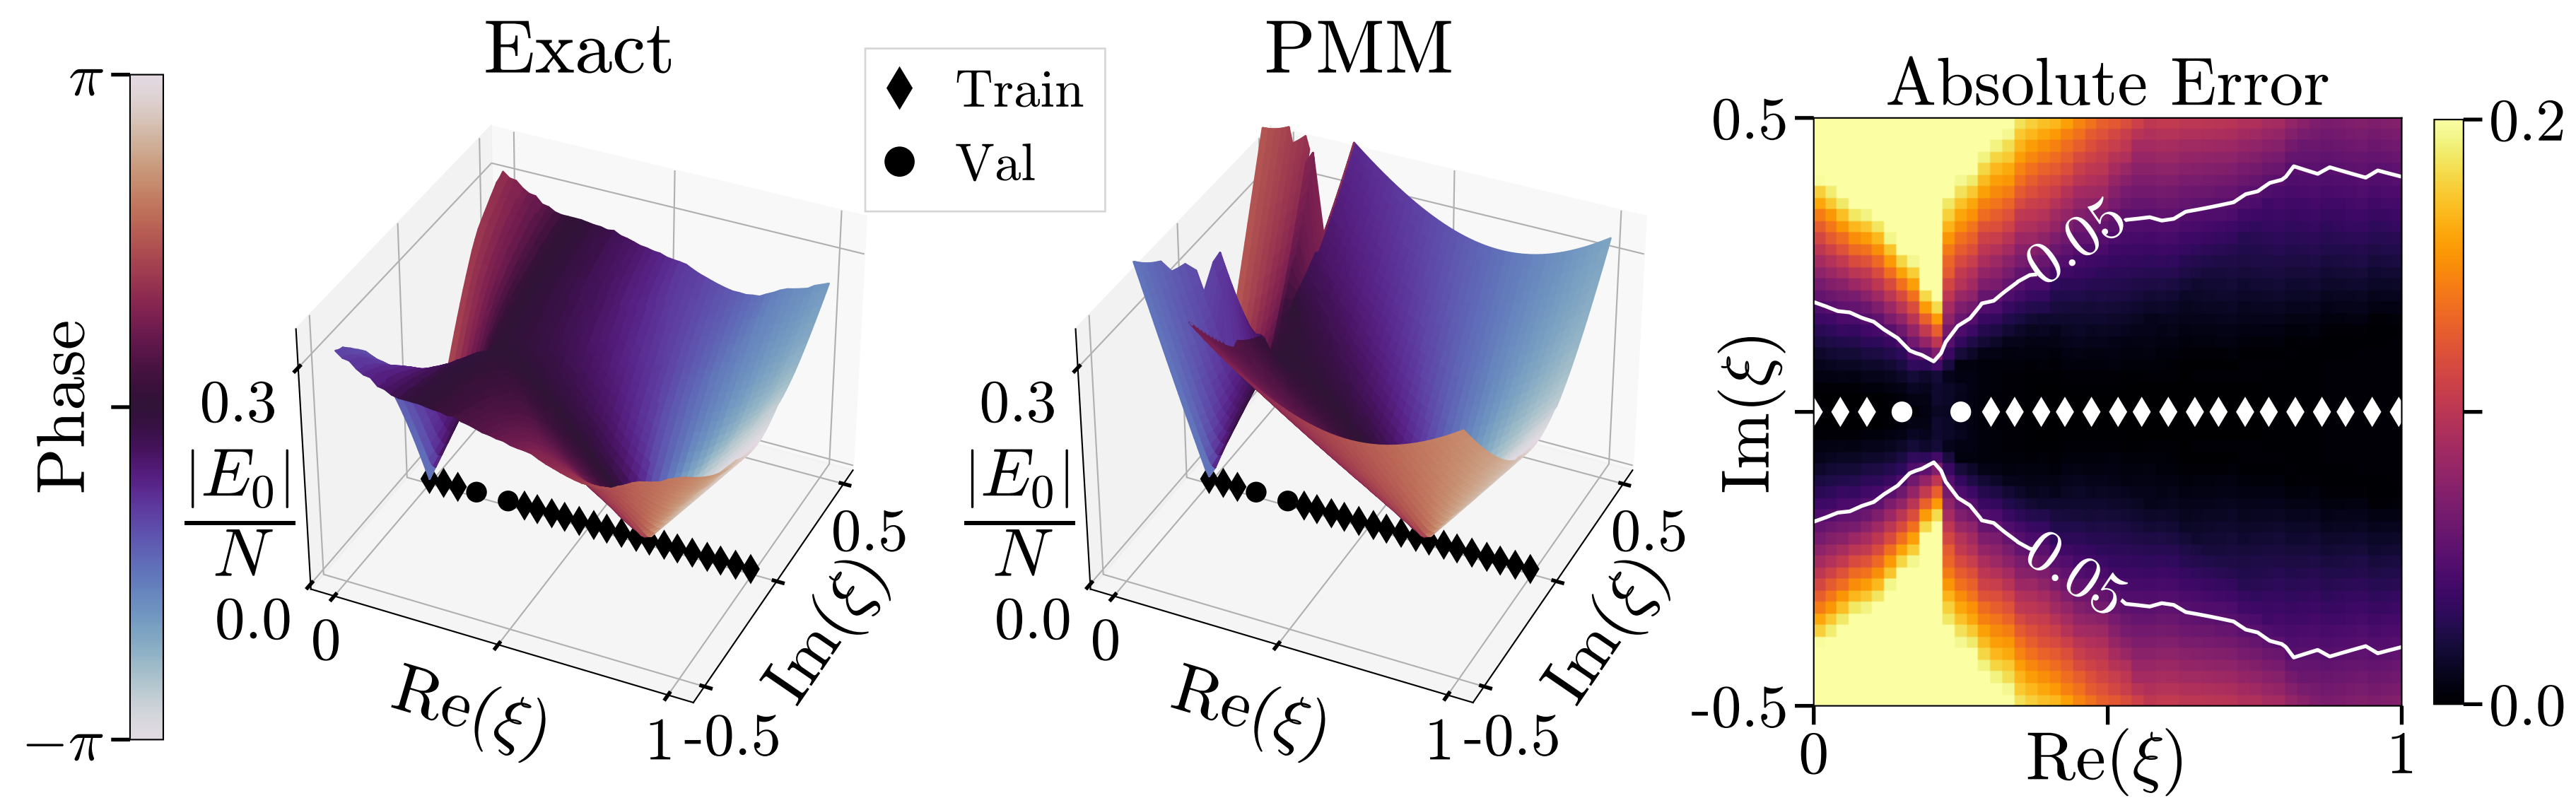 Exact
PMM
Train
Val
Absolute Error
π
Phase
−π
0.3
|E₀|
N
0.0
0
Re(ξ)
1
-0.5
Im(ξ)
0.5
0.3
|E₀|
N
0.0
0
Re(ξ)
1
-0.5
Im(ξ)
0.5
0.5
Im(ξ)
-0.5
0
Re(ξ)
1
0.05
0.05
0.2
0.0